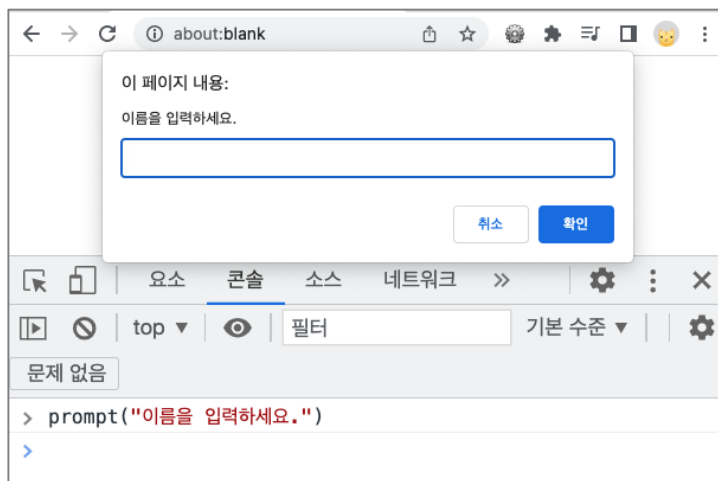 about:blank
이 페이지 내용:
이름을 입력하세요.
취소 확인
요소 콘솔 소스 네트워크 »
top ▼ 필터 기본 수준 ▼
문제 없음
> prompt("이름을 입력하세요.")
>